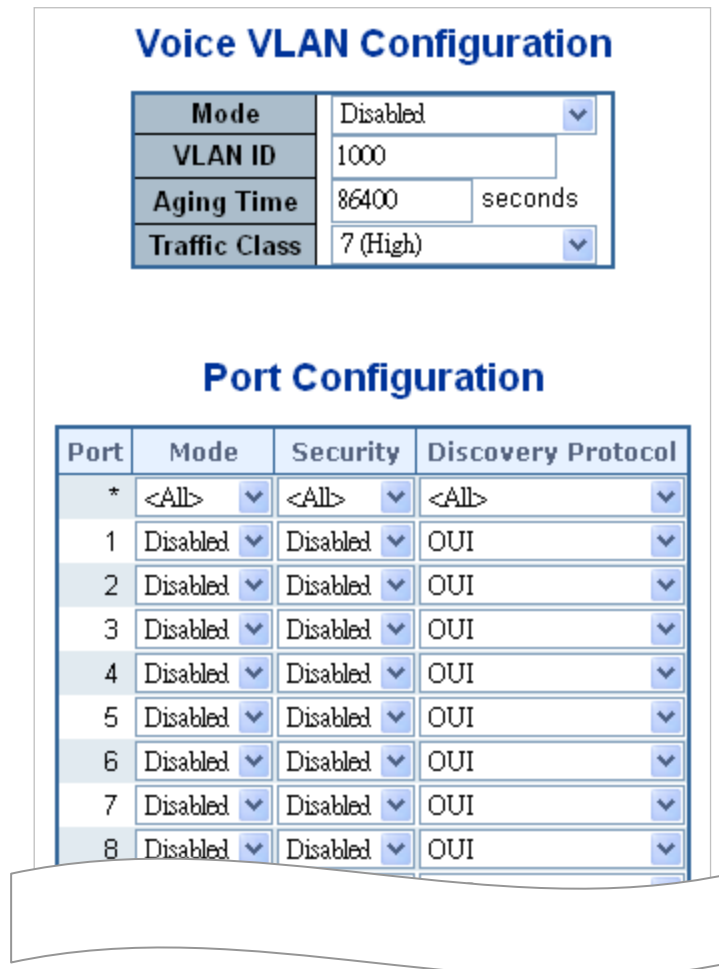 Voice VLAN Configuration
Mode Disabled
VLAN ID 1000
Aging Time 86400 seconds
Traffic Class 7 (High)
Port Configuration
Port Mode Security Discovery Protocol
* <All> <All> <All>
1 Disabled Disabled OUI
2 Disabled Disabled OUI
3 Disabled Disabled OUI
4 Disabled Disabled OUI
5 Disabled Disabled OUI
6 Disabled Disabled OUI
7 Disabled Disabled OUI
8 Disabled Disabled OUI